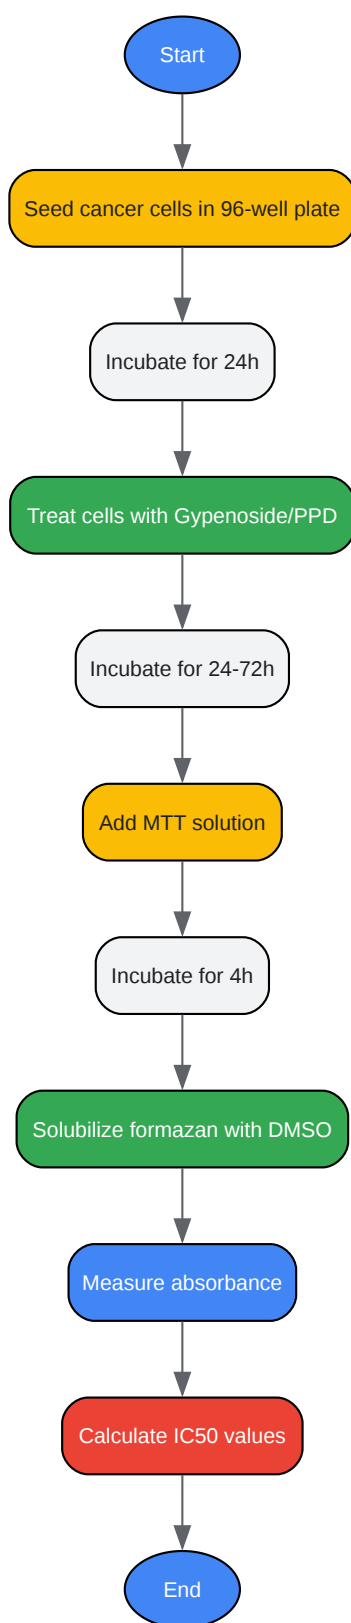 Start
Seed cancer cells in 96-well plate
Incubate for 24h
Treat cells with Gypenoside/PPD
Incubate for 24-72h
Add MTT solution
Incubate for 4h
Solubilize formazan with DMSO
Measure absorbance
Calculate IC50 values
End